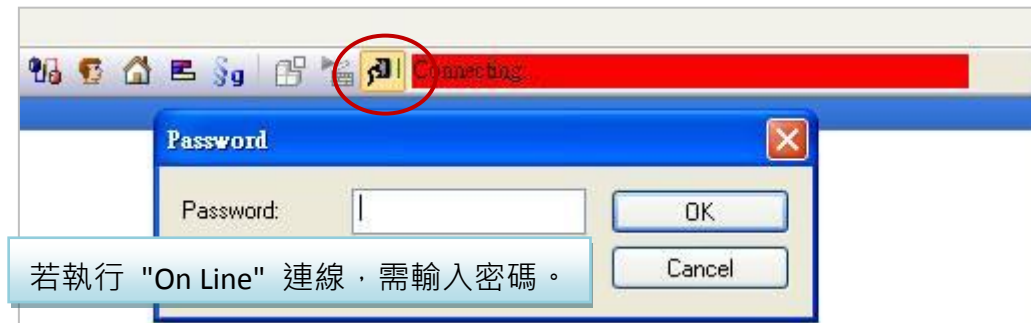 §g
Connecting
Password
Password:
OK
Cancel
若執行 "On Line" 連線，需輸入密碼。